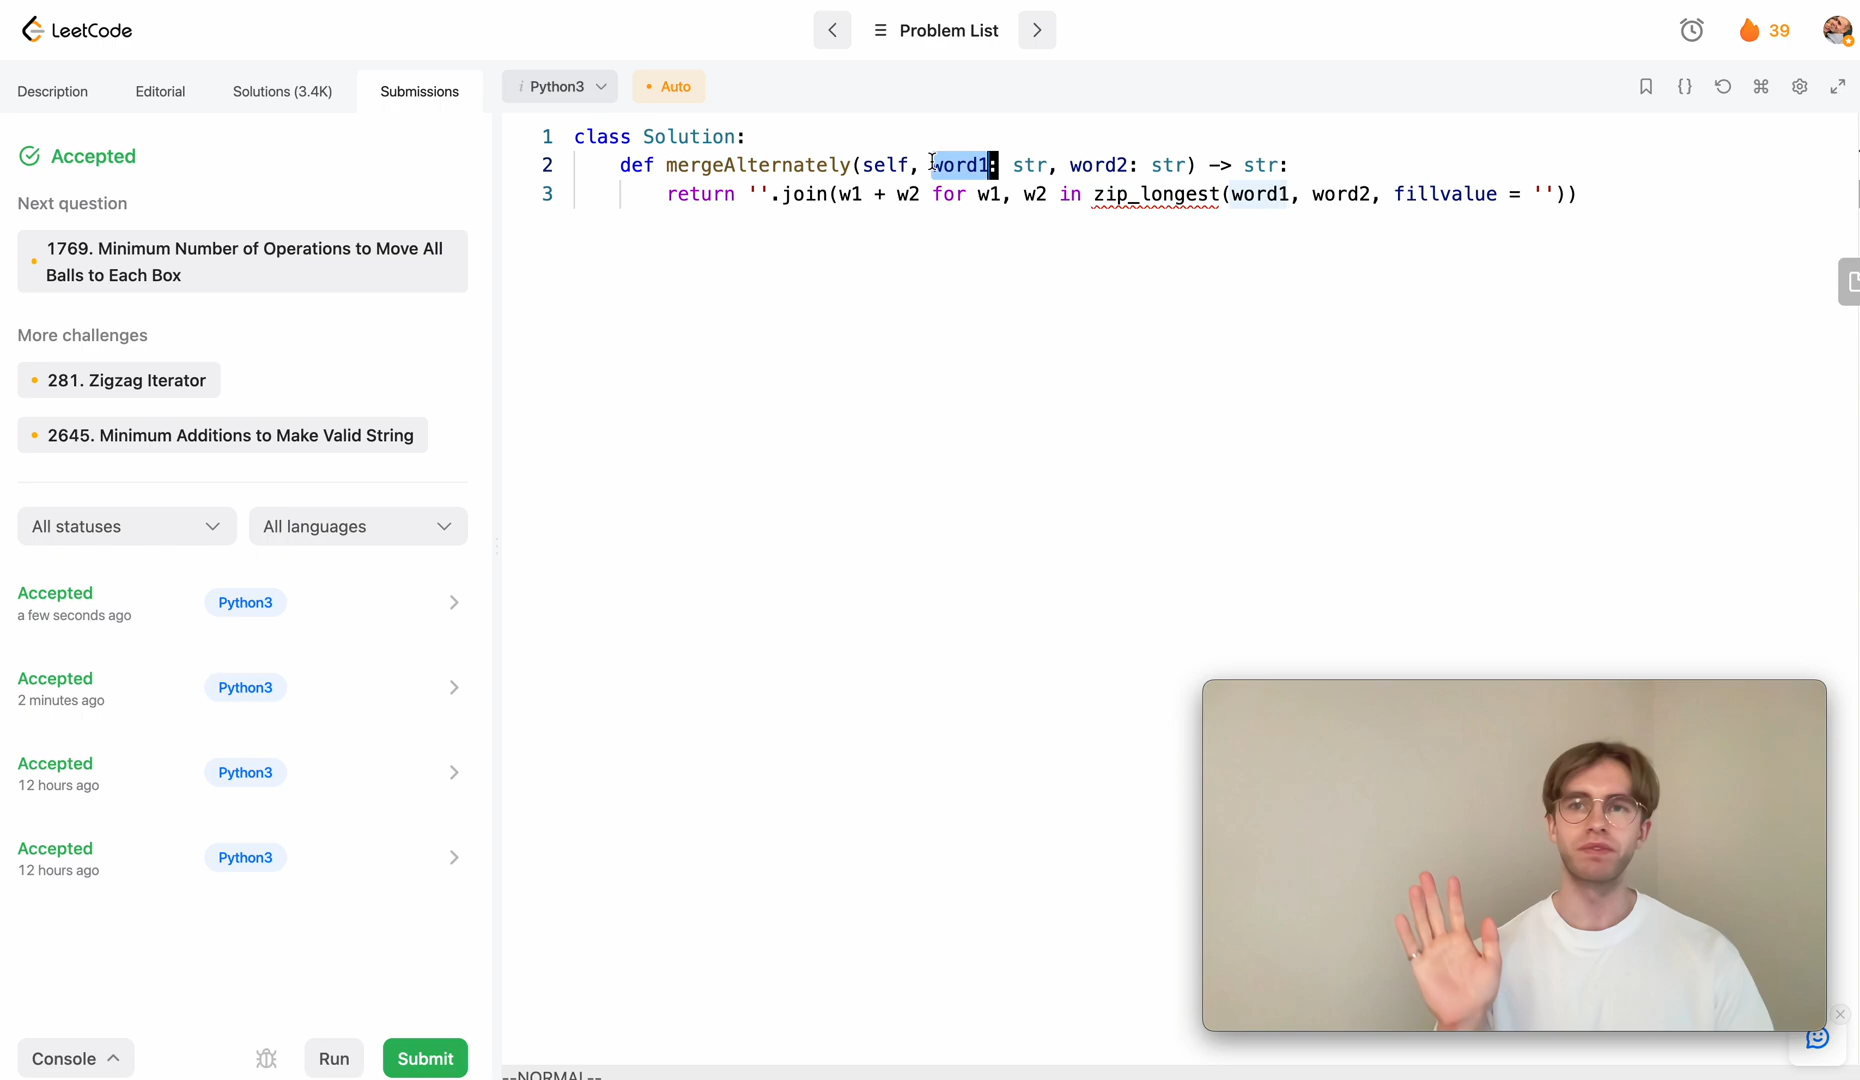 LeetCode
Problem List
39
Description
Editorial
Solutions (3.4K)
Submissions
i Python3
• Auto
Accepted
Next question
1769. Minimum Number of Operations to Move All
Balls to Each Box
More challenges
281. Zigzag Iterator
2645. Minimum Additions to Make Valid String
All statuses
All languages
Accepted
a few seconds ago
Python3
Accepted
2 minutes ago
Python3
Accepted
12 hours ago
Python3
Accepted
12 hours ago
Python3
Console
Run
Submit
1 class Solution:
2 def mergeAlternately(self, word1: str, word2: str) -> str:
3 return ''.join(w1 + w2 for w1, w2 in zip_longest(word1, word2, fillvalue = ''))
--NORMAL--